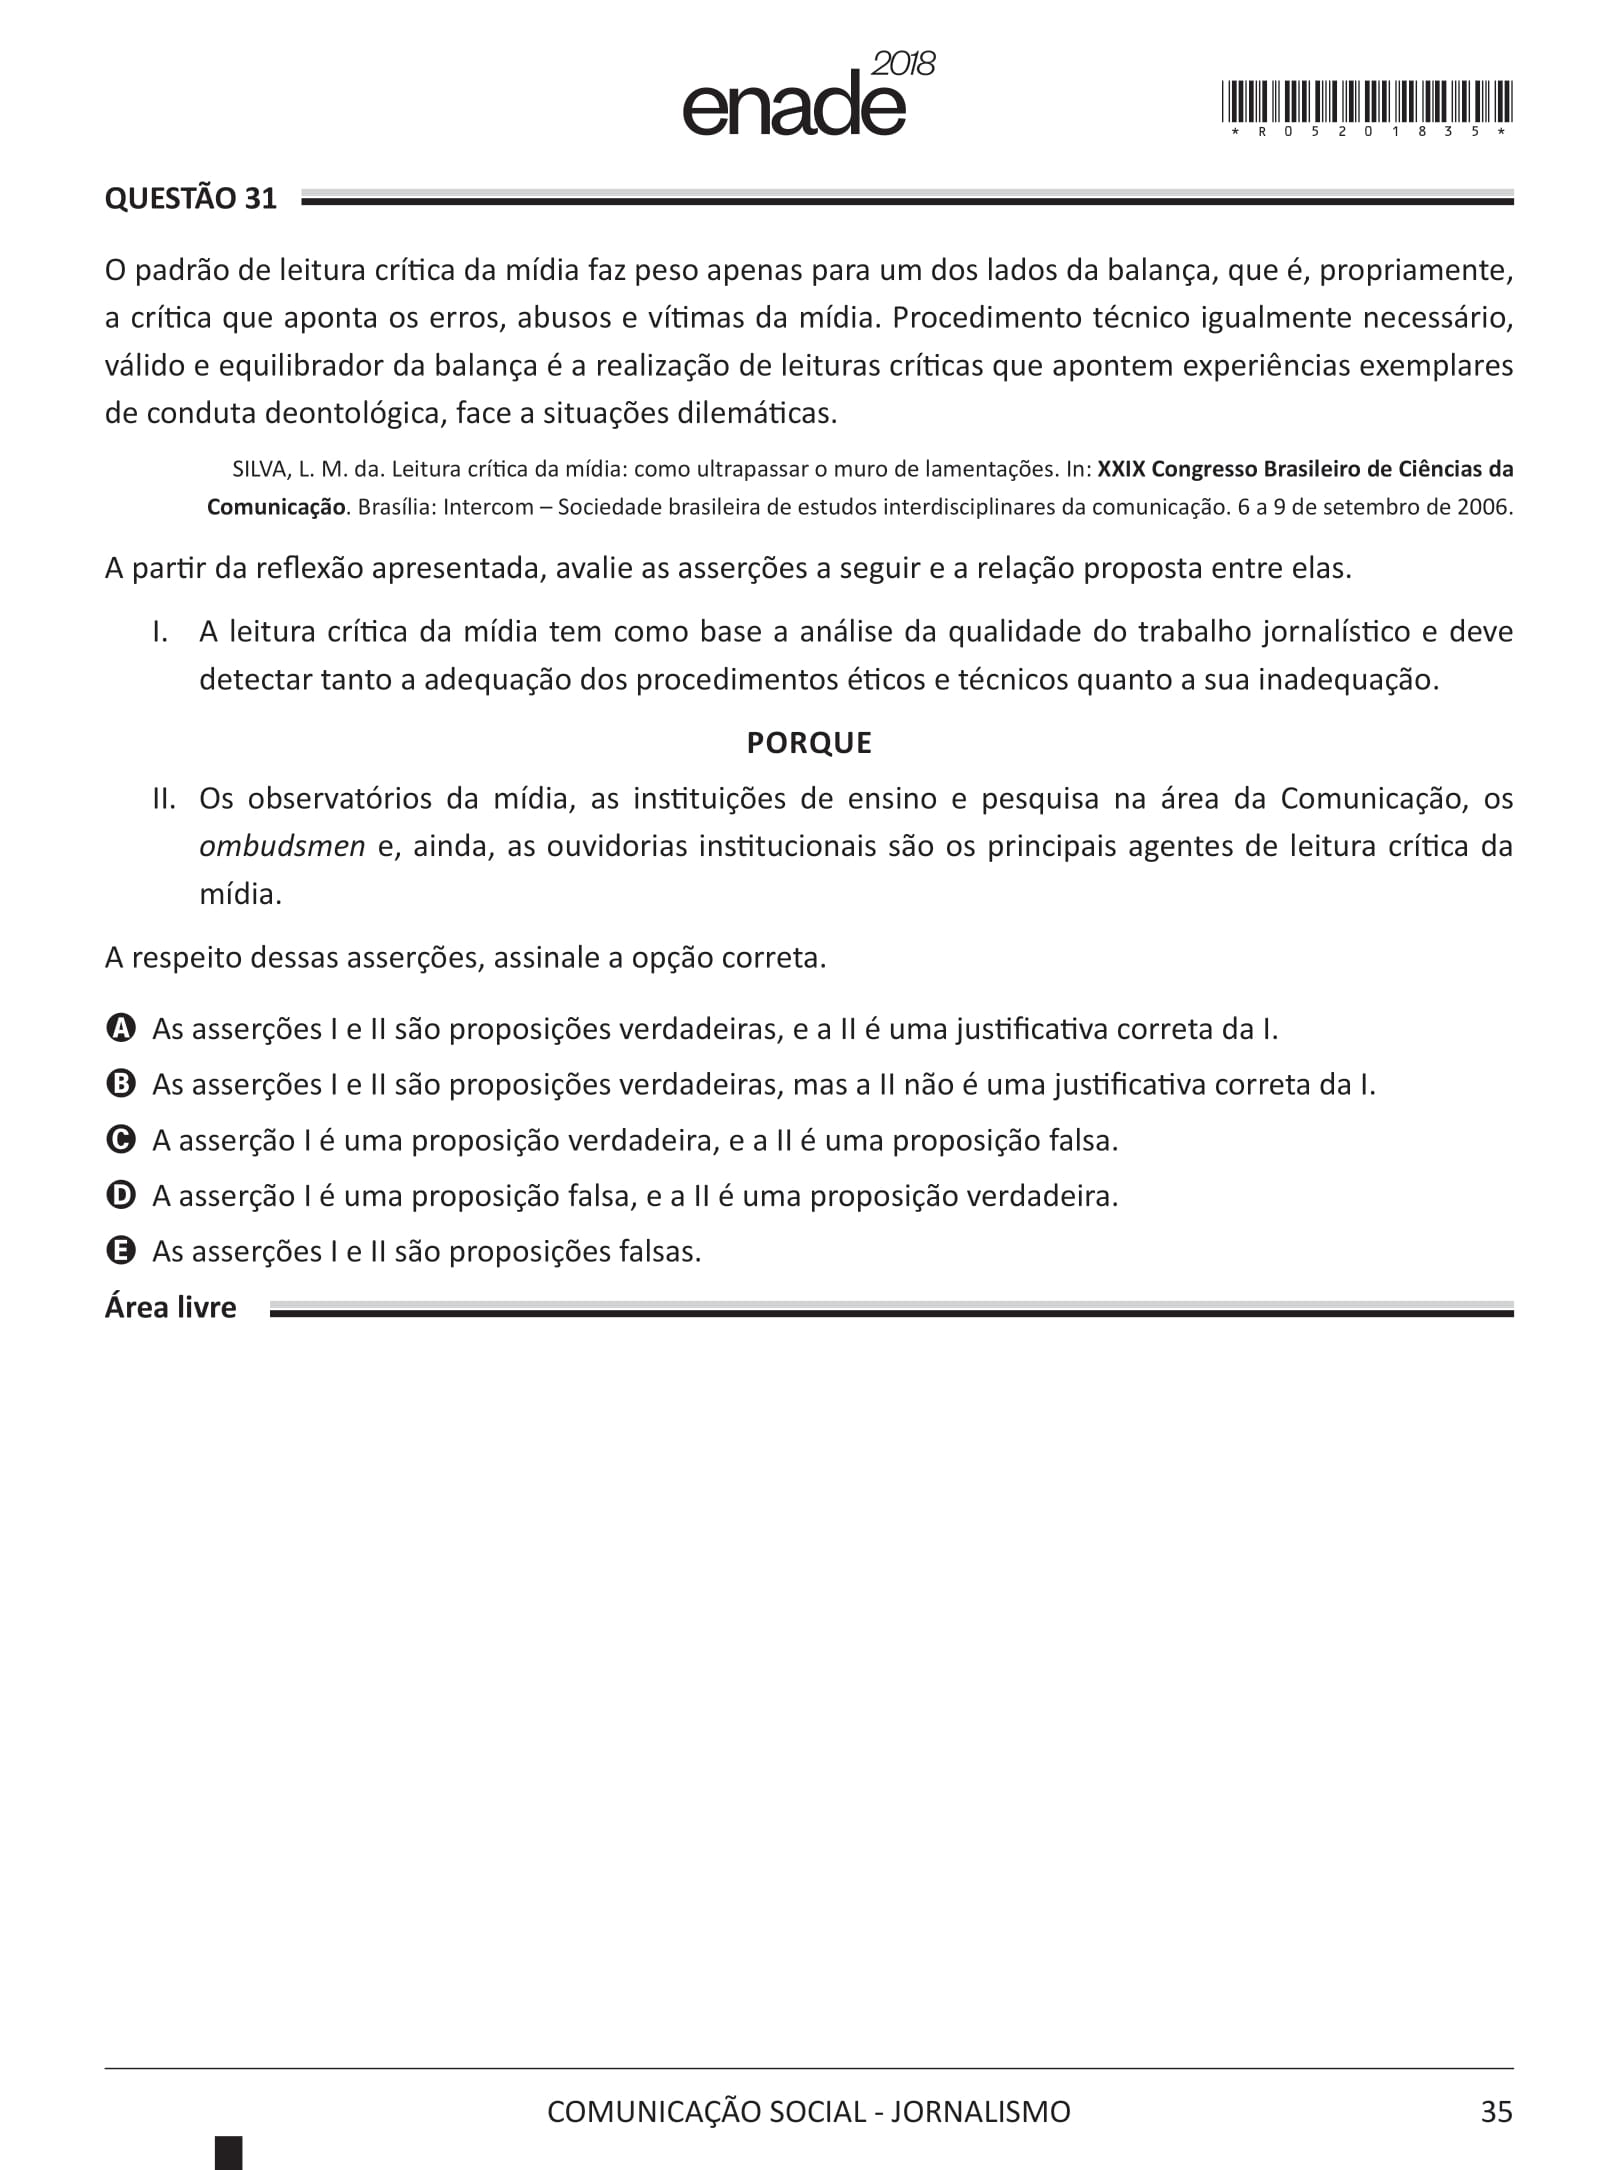 enade 2018
* R 0 5 2 0 1 8 3 5 *
QUESTÃO 31
O padrão de leitura crítica da mídia faz peso apenas para um dos lados da balança, que é, propriamente,
a crítica que aponta os erros, abusos e vítimas da mídia. Procedimento técnico igualmente necessário,
válido e equilibrador da balança é a realização de leituras críticas que apontem experiências exemplares
de conduta deontológica, face a situações dilemáticas.
SILVA, L. M. da. Leitura crítica da mídia: como ultrapassar o muro de lamentações. In: XXIX Congresso Brasileiro de Ciências da
Comunicação. Brasília: Intercom – Sociedade brasileira de estudos interdisciplinares da comunicação. 6 a 9 de setembro de 2006.
A partir da reflexão apresentada, avalie as asserções a seguir e a relação proposta entre elas.
I. A leitura crítica da mídia tem como base a análise da qualidade do trabalho jornalístico e deve
detectar tanto a adequação dos procedimentos éticos e técnicos quanto a sua inadequação.
PORQUE
II. Os observatórios da mídia, as instituições de ensino e pesquisa na área da Comunicação, os
ombudsmen e, ainda, as ouvidorias institucionais são os principais agentes de leitura crítica da
mídia.
A respeito dessas asserções, assinale a opção correta.
A As asserções I e II são proposições verdadeiras, e a II é uma justificativa correta da I.
B As asserções I e II são proposições verdadeiras, mas a II não é uma justificativa correta da I.
C A asserção I é uma proposição verdadeira, e a II é uma proposição falsa.
D A asserção I é uma proposição falsa, e a II é uma proposição verdadeira.
E As asserções I e II são proposições falsas.
Área livre
COMUNICAÇÃO SOCIAL - JORNALISMO 35